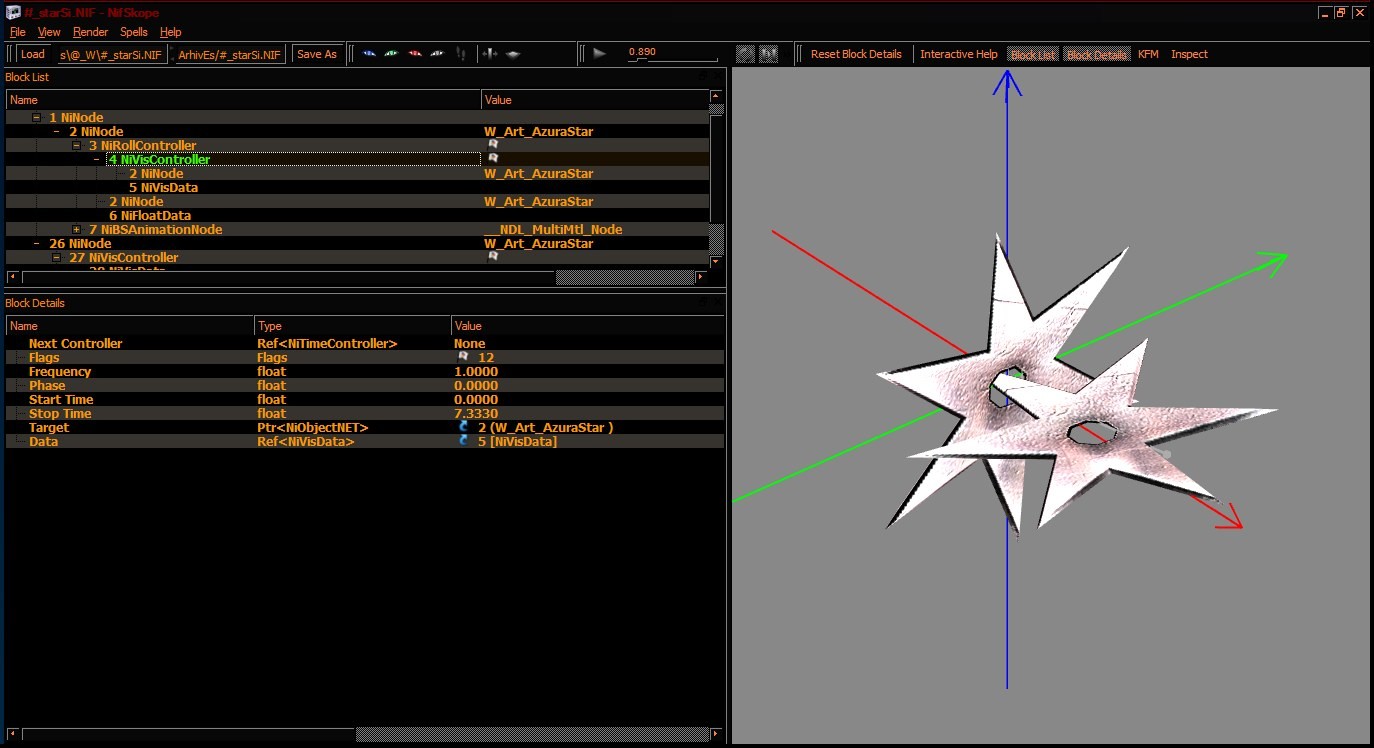 #_starSi.NIF - NifSkope
File View Render Spells Help
Load s\@_W\#_starSi.NIF ArhivEs/#_starSi.NIF Save As 0.890 Reset Block Details Interactive Help Block List Block Details KFM Inspect
Block List
Name Value
1 NiNode
2 NiNode W_Art_AzuraStar
3 NiRollController
4 NiVisController
2 NiNode W_Art_AzuraStar
5 NiVisData
2 NiNode W_Art_AzuraStar
6 NiFloatData
7 NiBSAnimationNode __NDL_MultiMtl_Node
26 NiNode W_Art_AzuraStar
27 NiVisController
28 NiVisData
Block Details
Name Type Value
Next Controller Ref<NiTimeController> None
Flags Flags 12
Frequency float 1.0000
Phase float 0.0000
Start Time float 0.0000
Stop Time float 7.3330
Target Ptr<NiObjectNET> 2 (W_Art_AzuraStar )
Data Ref<NiVisData> 5 [NiVisData]